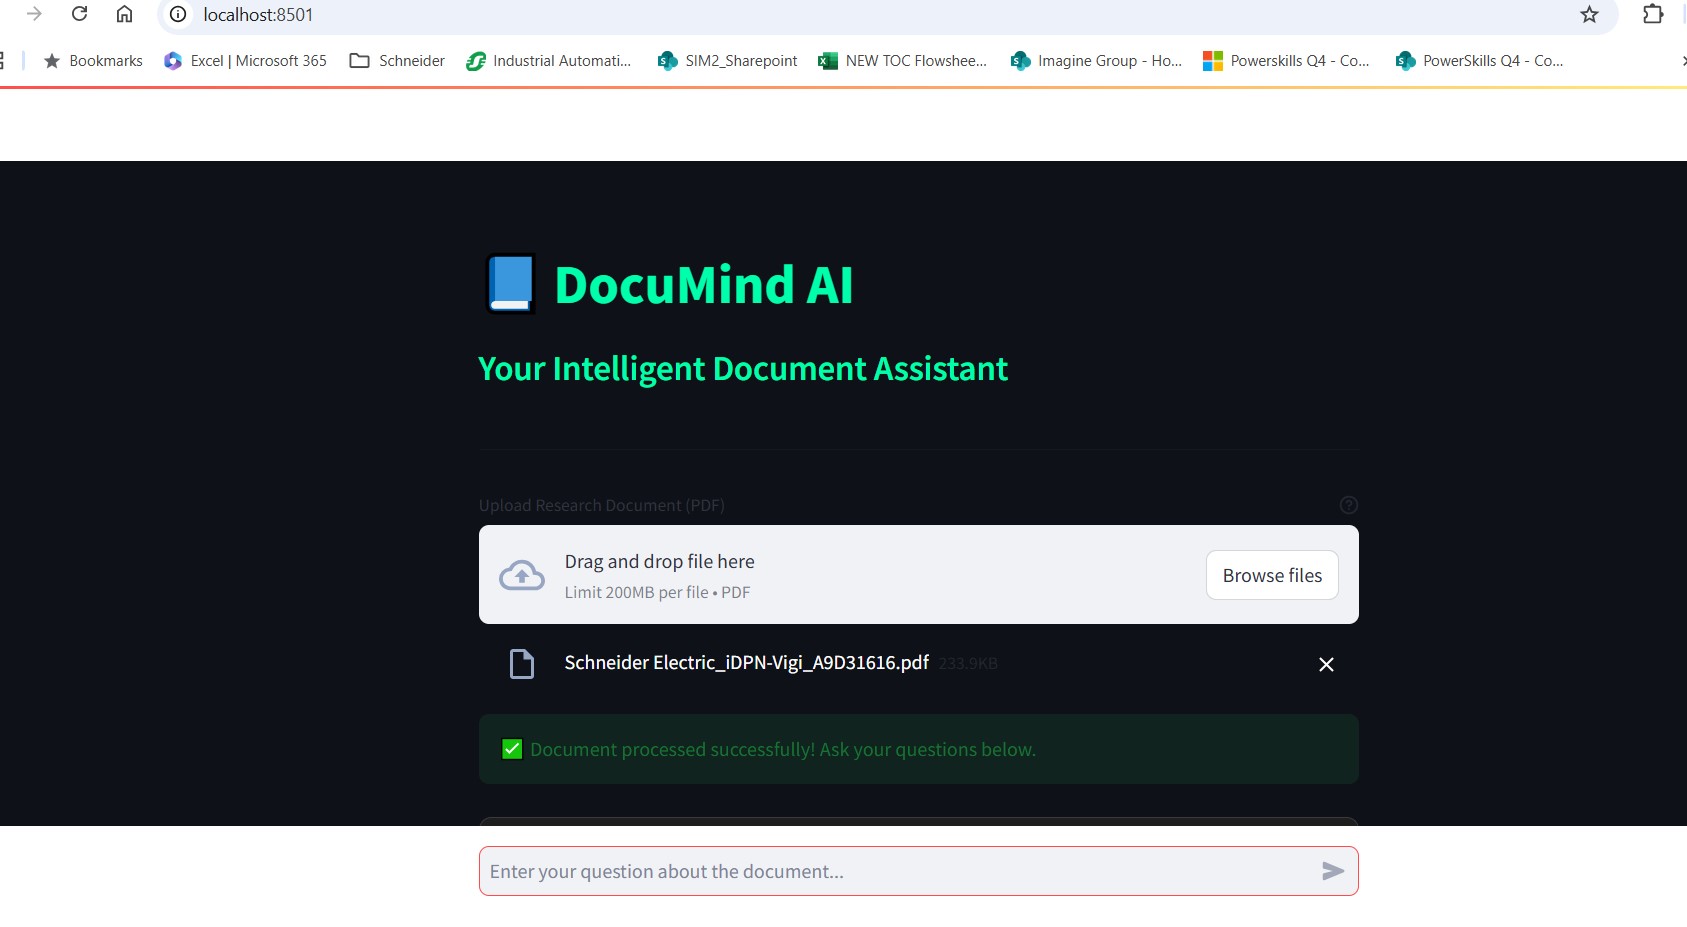 localhost:8501
Bookmarks Excel | Microsoft 365 Schneider Industrial Automati... SIM2_Sharepoint NEW TOC Flowshee... Imagine Group - Ho... Powerskills Q4 - Co... PowerSkills Q4 - Co...
DocuMind AI
Your Intelligent Document Assistant
Upload Research Document (PDF)
Drag and drop file here
Limit 200MB per file • PDF
Browse files
Schneider Electric_iDPN-Vigi_A9D31616.pdf 233.9KB
Document processed successfully! Ask your questions below.
Enter your question about the document...